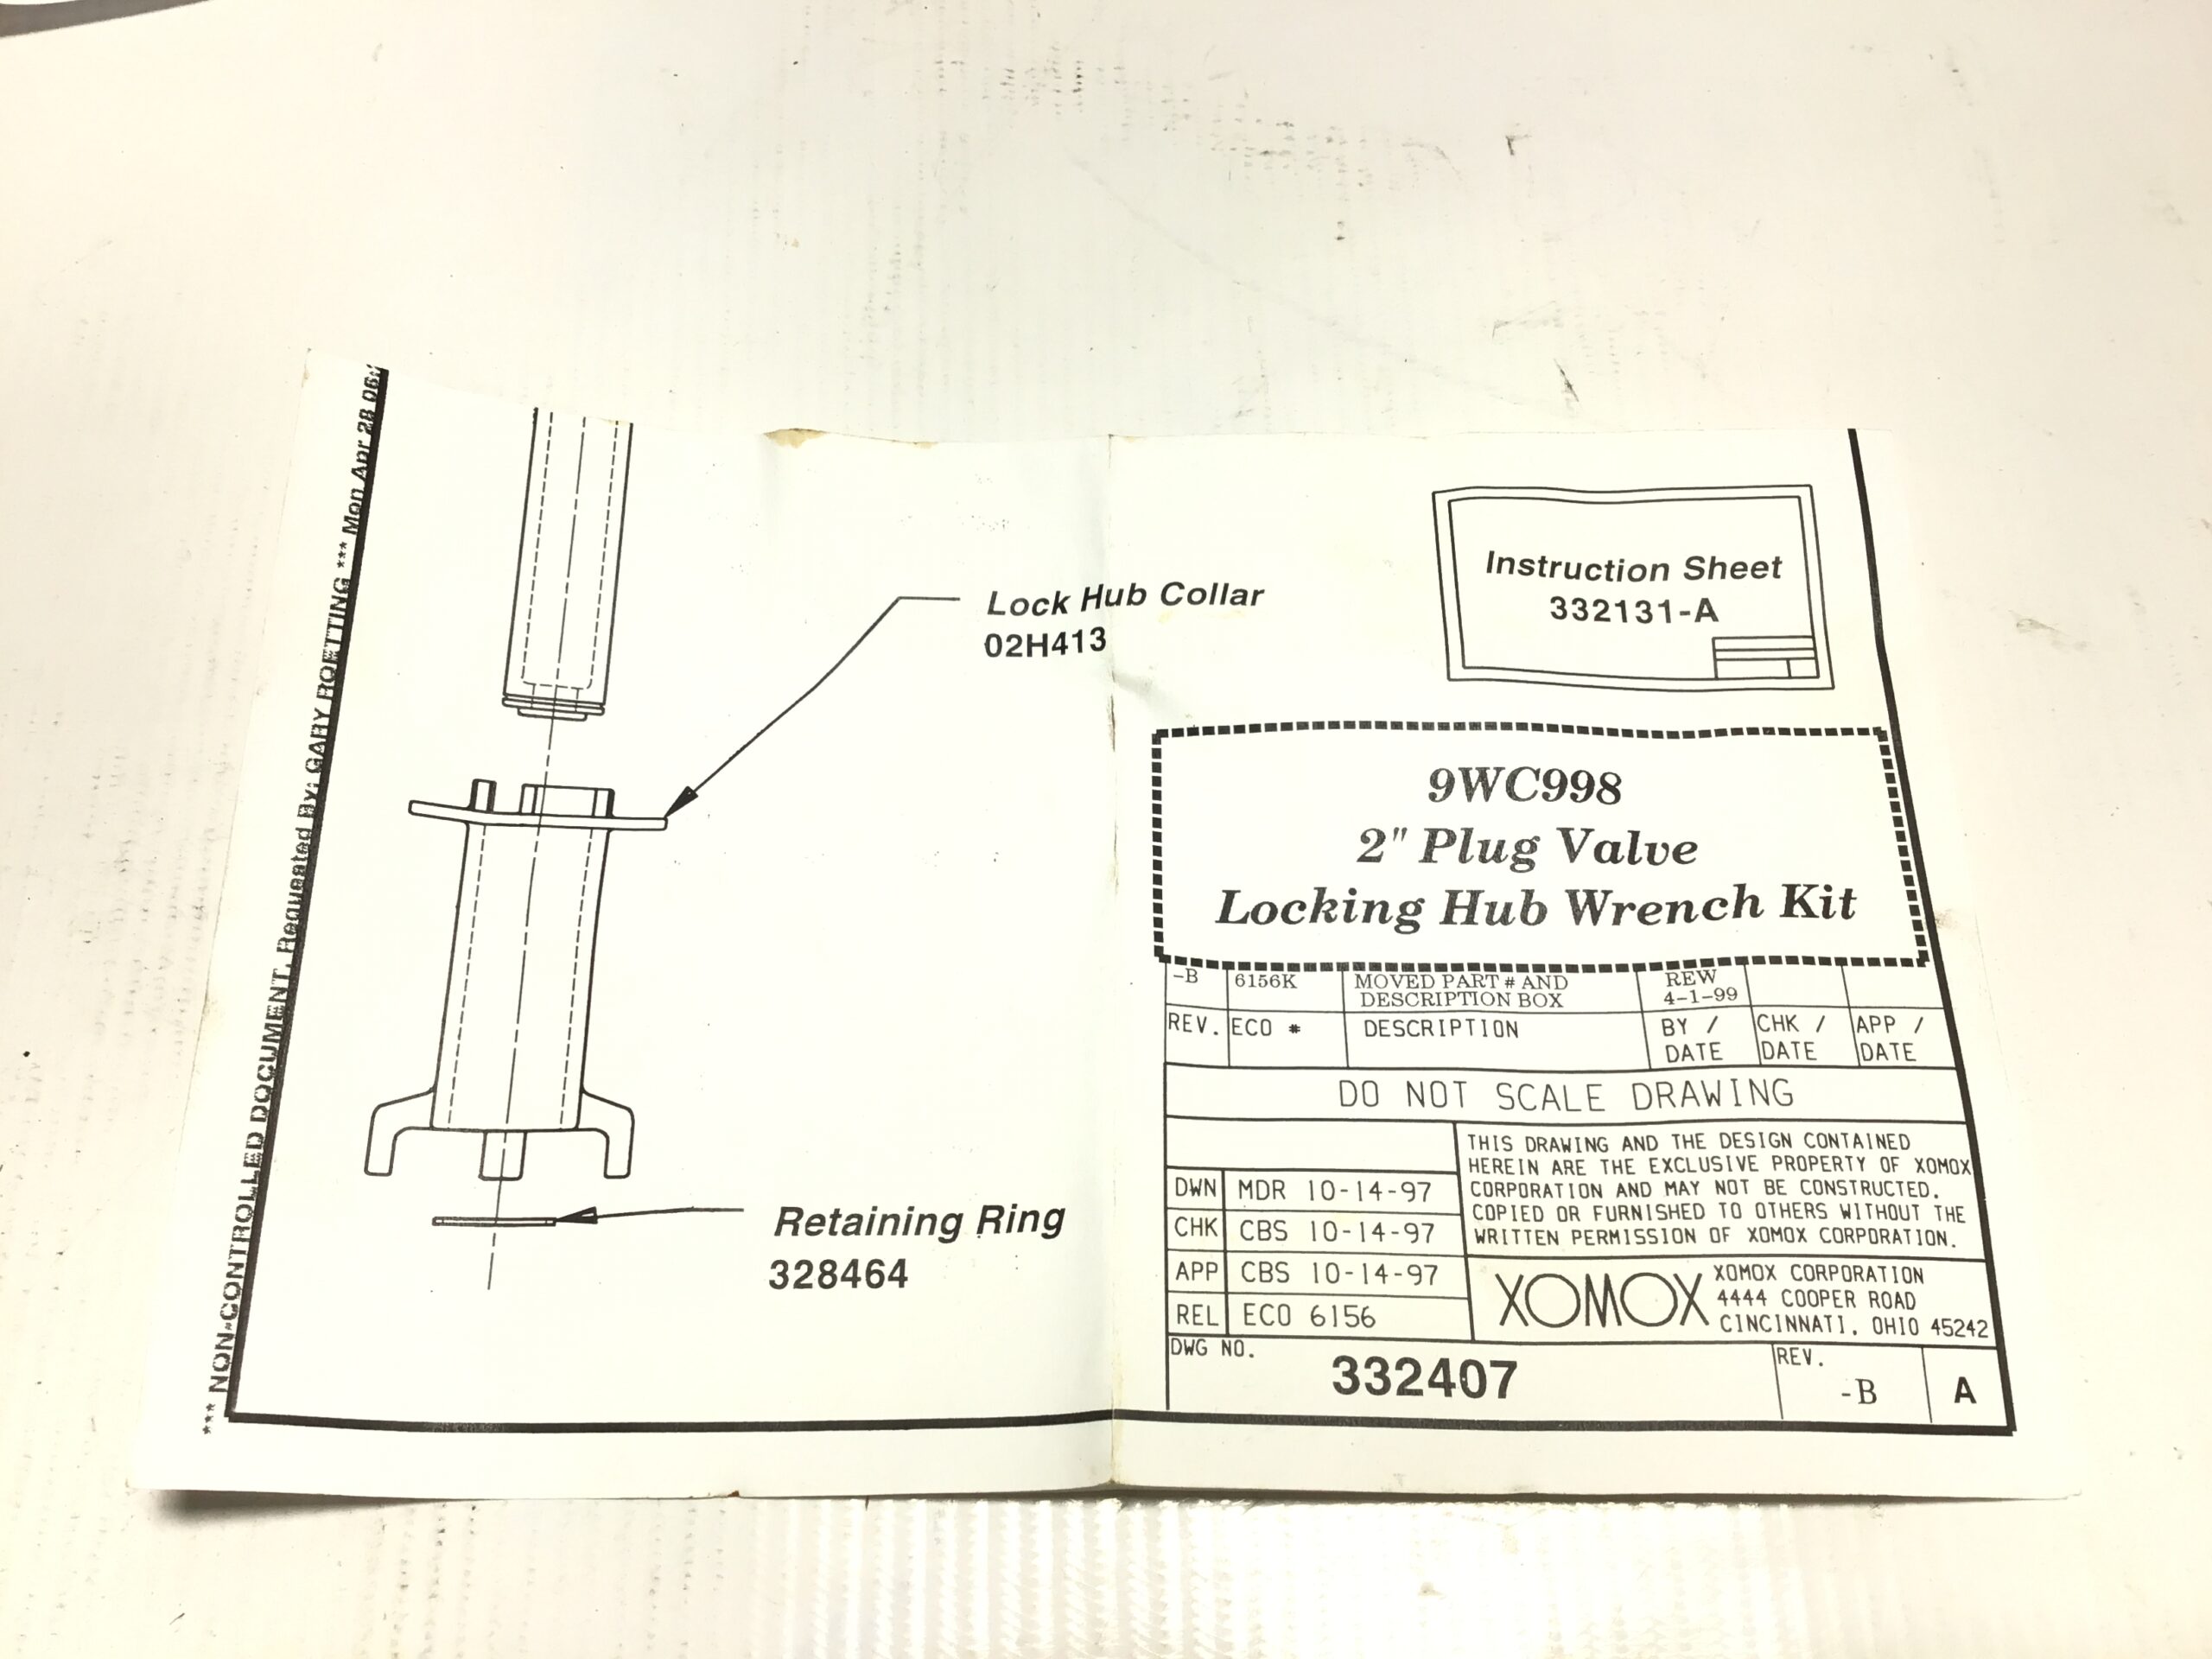 *** NON-CONTROLLED DOCUMENT, Requested By: GARY ROETTING *** Mon Apr 28 06:
Lock Hub Collar
02H413
Retaining Ring
328464
Instruction Sheet
332131-A
9WC998
2" Plug Valve
Locking Hub Wrench Kit
-B 6156K MOVED PART # AND DESCRIPTION BOX REW 4-1-99
REV. ECO # DESCRIPTION BY / DATE CHK / DATE APP / DATE
DO NOT SCALE DRAWING
THIS DRAWING AND THE DESIGN CONTAINED
HEREIN ARE THE EXCLUSIVE PROPERTY OF XOMOX
CORPORATION AND MAY NOT BE CONSTRUCTED.
COPIED OR FURNISHED TO OTHERS WITHOUT THE
WRITTEN PERMISSION OF XOMOX CORPORATION.
DWN MDR 10-14-97
CHK CBS 10-14-97
APP CBS 10-14-97
REL ECO 6156
XOMOX
XOMOX CORPORATION
4444 COOPER ROAD
CINCINNATI. OHIO 45242
DWG NO.
332407
REV.
-B
A